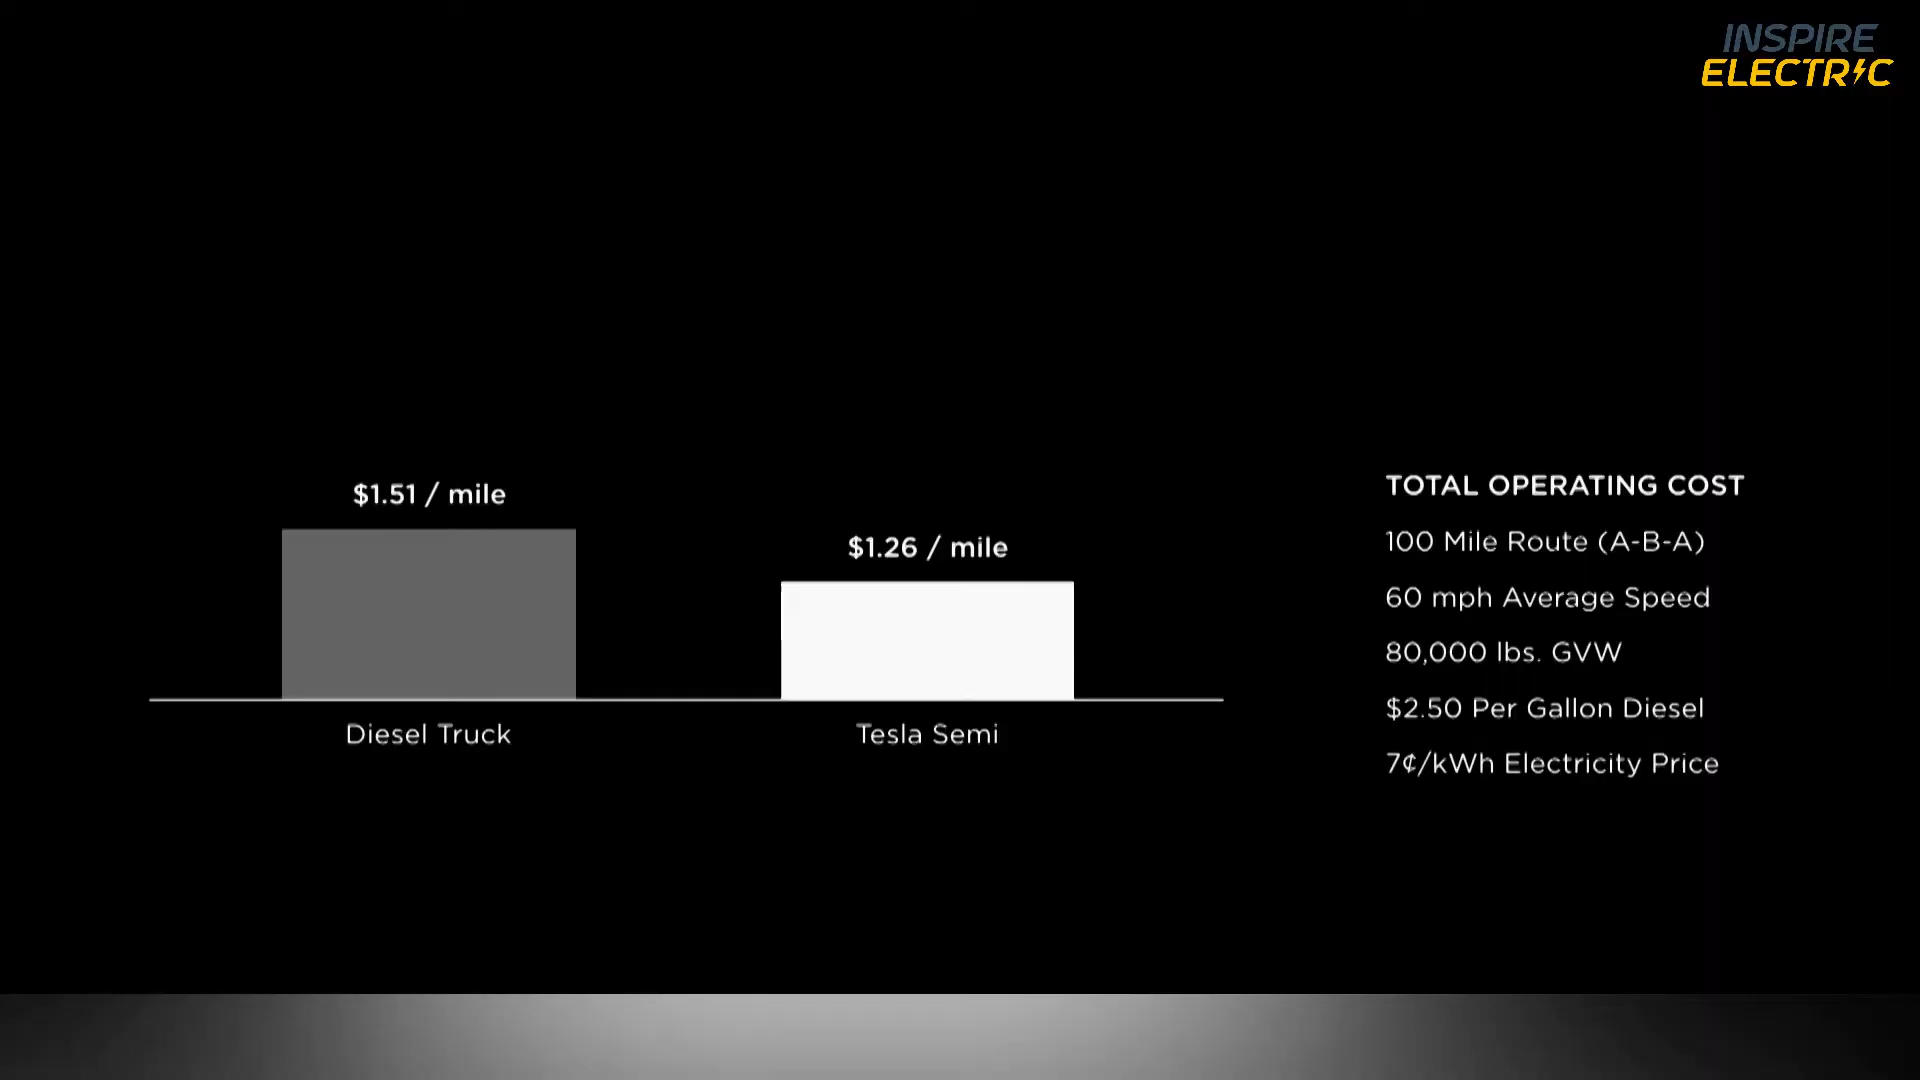 INSPIRE
ELECTRIC
$1.51 / mile
$1.26 / mile
Diesel Truck
Tesla Semi
TOTAL OPERATING COST
100 Mile Route (A-B-A)
60 mph Average Speed
80,000 lbs. GVW
$2.50 Per Gallon Diesel
7¢/kWh Electricity Price